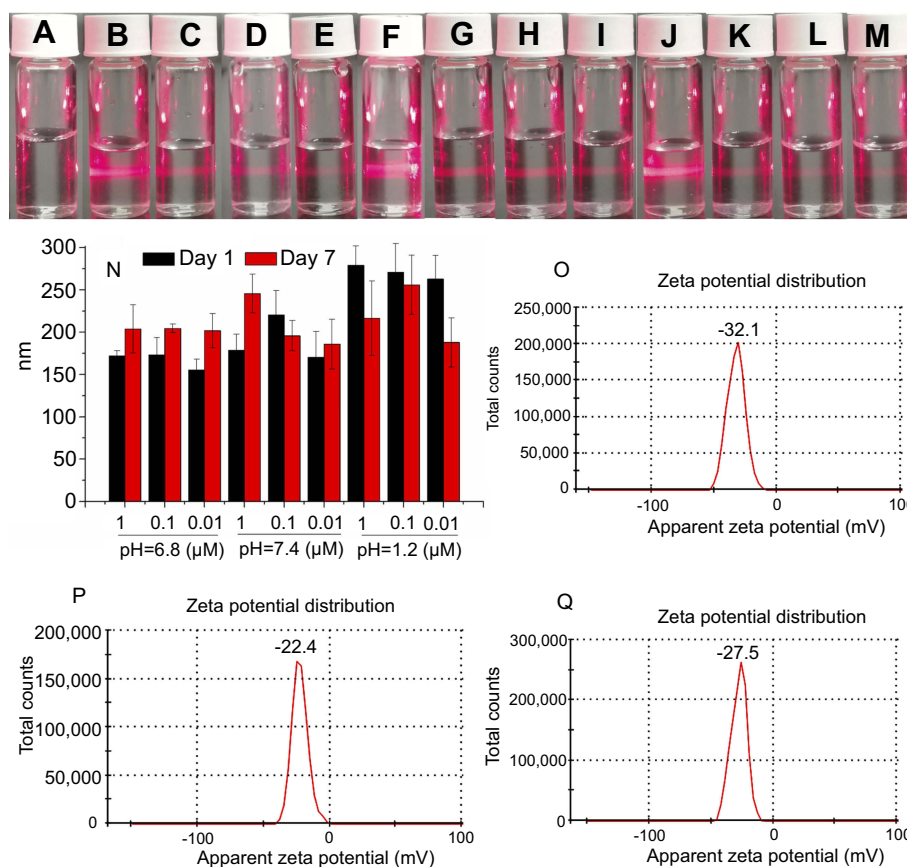 A B C D E F G H I J K L M
N
Day 1 Day 7
300
250
200
150
100
50
0
nm
1 0.1 0.01 1 0.1 0.01 1 0.1 0.01
pH=6.8 (µM) pH=7.4 (µM) pH=1.2 (µM)
O
Zeta potential distribution
250,000
200,000
150,000
100,000
50,000
0
Total counts
-32.1
-100 0 100
Apparent zeta potential (mV)
P
Zeta potential distribution
200,000
150,000
100,000
50,000
0
Total counts
-22.4
-100 0 100
Apparent zeta potential (mV)
Q
Zeta potential distribution
300,000
200,000
100,000
0
Total counts
-27.5
-100 0 100
Apparent zeta potential (mV)